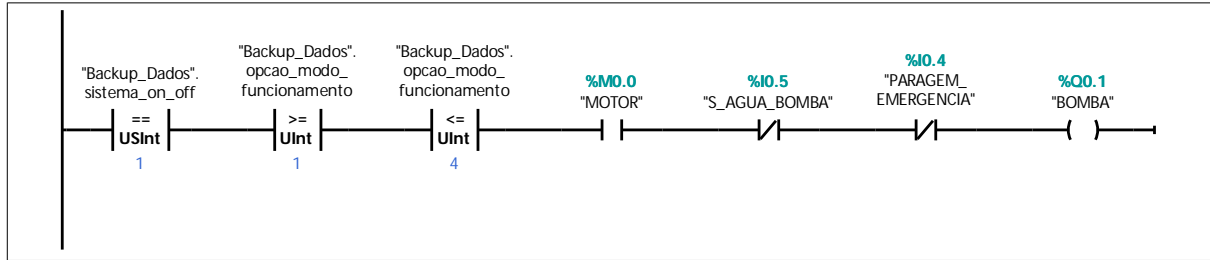 "Backup_Dados".
sistema_on_off
==
USInt
1
"Backup_Dados".
opcao_modo_
funcionamento
>=
UInt
1
"Backup_Dados".
opcao_modo_
funcionamento
<=
UInt
4
%M0.0
"MOTOR"
%I0.5
"S_AGUA_BOMBA"
%I0.4
"PARAGEM_
EMERGENCIA"
%Q0.1
"BOMBA"